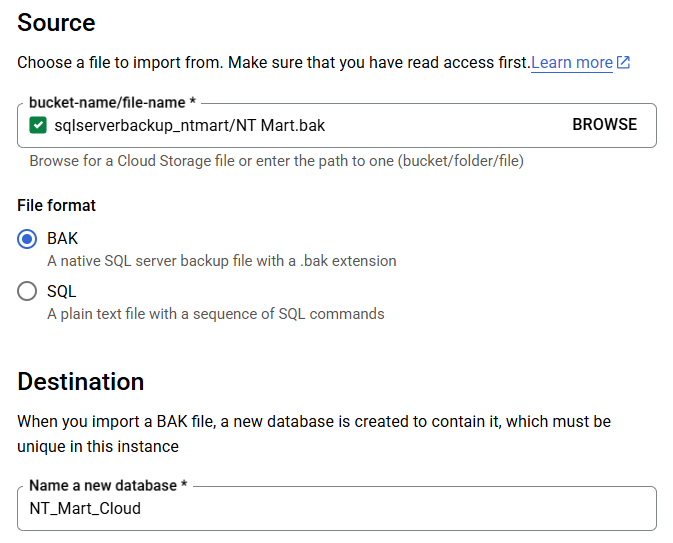 Source
Choose a file to import from. Make sure that you have read access first.Learn more
bucket-name/file-name *
sqlserverbackup_ntmart/NT Mart.bak BROWSE
Browse for a Cloud Storage file or enter the path to one (bucket/folder/file)
File format
BAK
A native SQL server backup file with a .bak extension
SQL
A plain text file with a sequence of SQL commands
Destination
When you import a BAK file, a new database is created to contain it, which must be
unique in this instance
Name a new database *
NT_Mart_Cloud